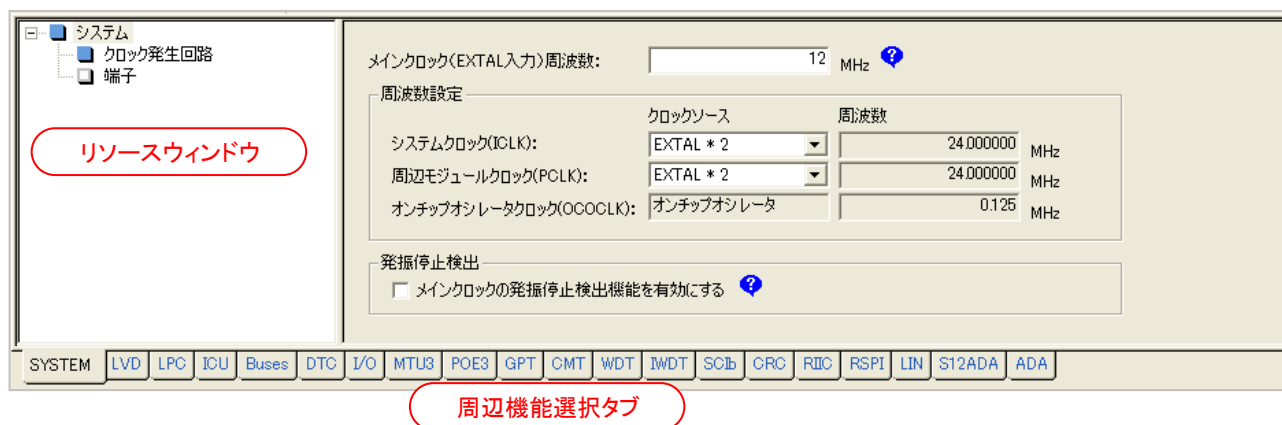 システム
クロック発生回路
端子
リソースウィンドウ
メインクロック(EXTAL入力)周波数: 12 MHz ?
周波数設定
クロックソース 周波数
システムクロック(ICLK): EXTAL * 2 24.000000 MHz
周辺モジュールクロック(PCLK): EXTAL * 2 24.000000 MHz
オンチップオシレータクロック(OCOCLK): オンチップオシレータ 0.125 MHz
発振停止検出
メインクロックの発振停止検出機能を有効にする ?
SYSTEM LVD LPC ICU Buses DTC I/O MTU3 POE3 GPT CMT WDT IWDT SCIb CRC RIIC RSPI LIN S12ADA ADA
周辺機能選択タブ